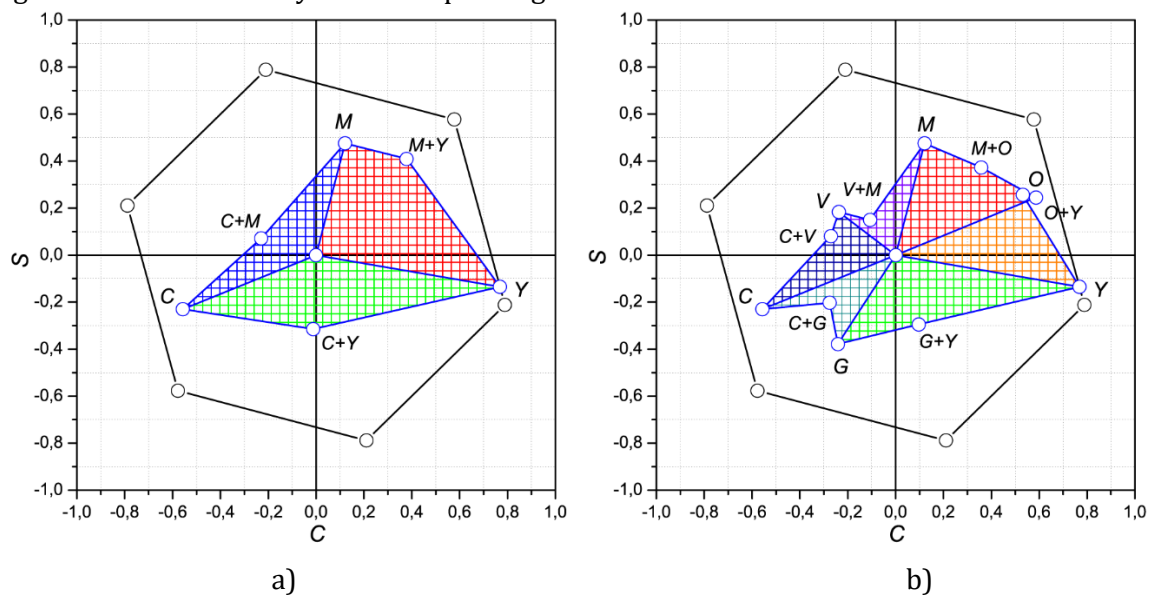 1,0
0,8
0,6
0,4
0,2
0,0
-0,2
-0,4
-0,6
-0,8
-1,0
S
-1,0 -0,8 -0,6 -0,4 -0,2 0,0 0,2 0,4 0,6 0,8 1,0
C
M
M+Y
C+M
C
Y
C+Y
a)
1,0
0,8
0,6
0,4
0,2
0,0
-0,2
-0,4
-0,6
-0,8
-1,0
S
-1,0 -0,8 -0,6 -0,4 -0,2 0,0 0,2 0,4 0,6 0,8 1,0
C
M
M+O
V
V+M
O
O+Y
C+V
C
Y
C+G
G+Y
G
b)